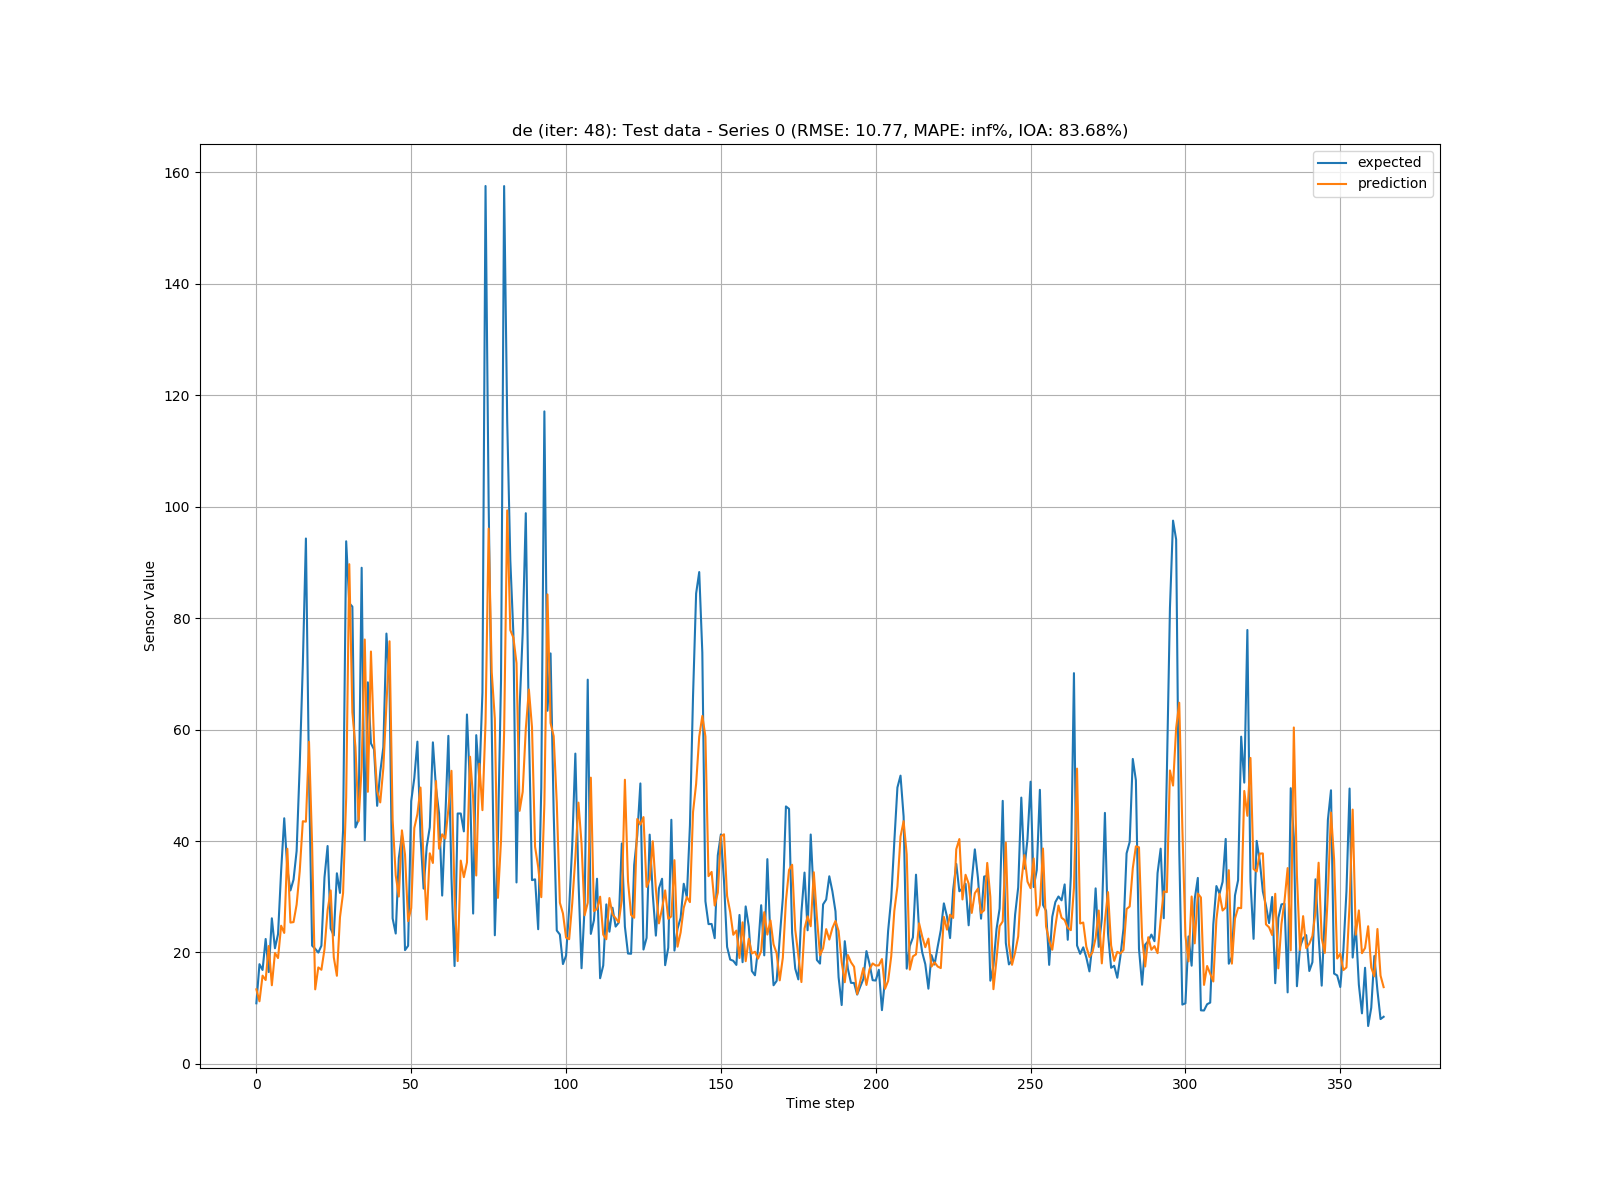 de (iter: 48): Test data - Series 0 (RMSE: 10.77, MAPE: inf%, IOA: 83.68%)
expected
prediction
160
140
120
100
80
60
40
20
0
Sensor Value
0 50 100 150 200 250 300 350
Time step